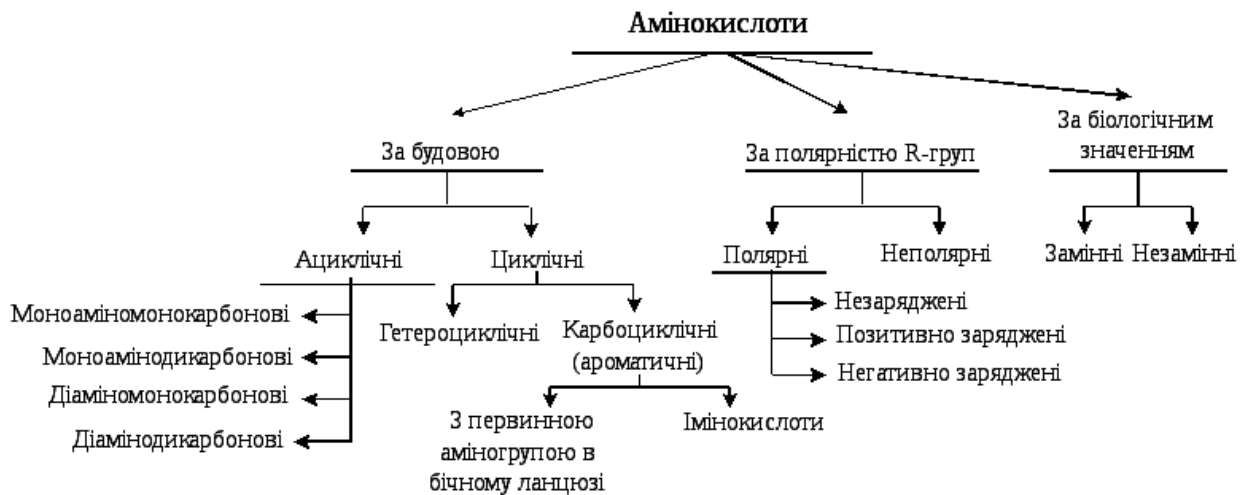 Амінокислоти
За будовою
За полярністю R-груп
За біологічним
значенням
Ациклічні
Циклічні
Полярні
Неполярні
Замінні
Незамінні
Моноаміномонокарбонові
Моноамінодикарбонові
Діаміномонокарбонові
Діамінодикарбонові
Гетероциклічні
Карбоциклічні
(ароматичні)
З первинною
аміногрупою в
бічному ланцюзі
Імінокислоти
Незаряджені
Позитивно заряджені
Негативно заряджені